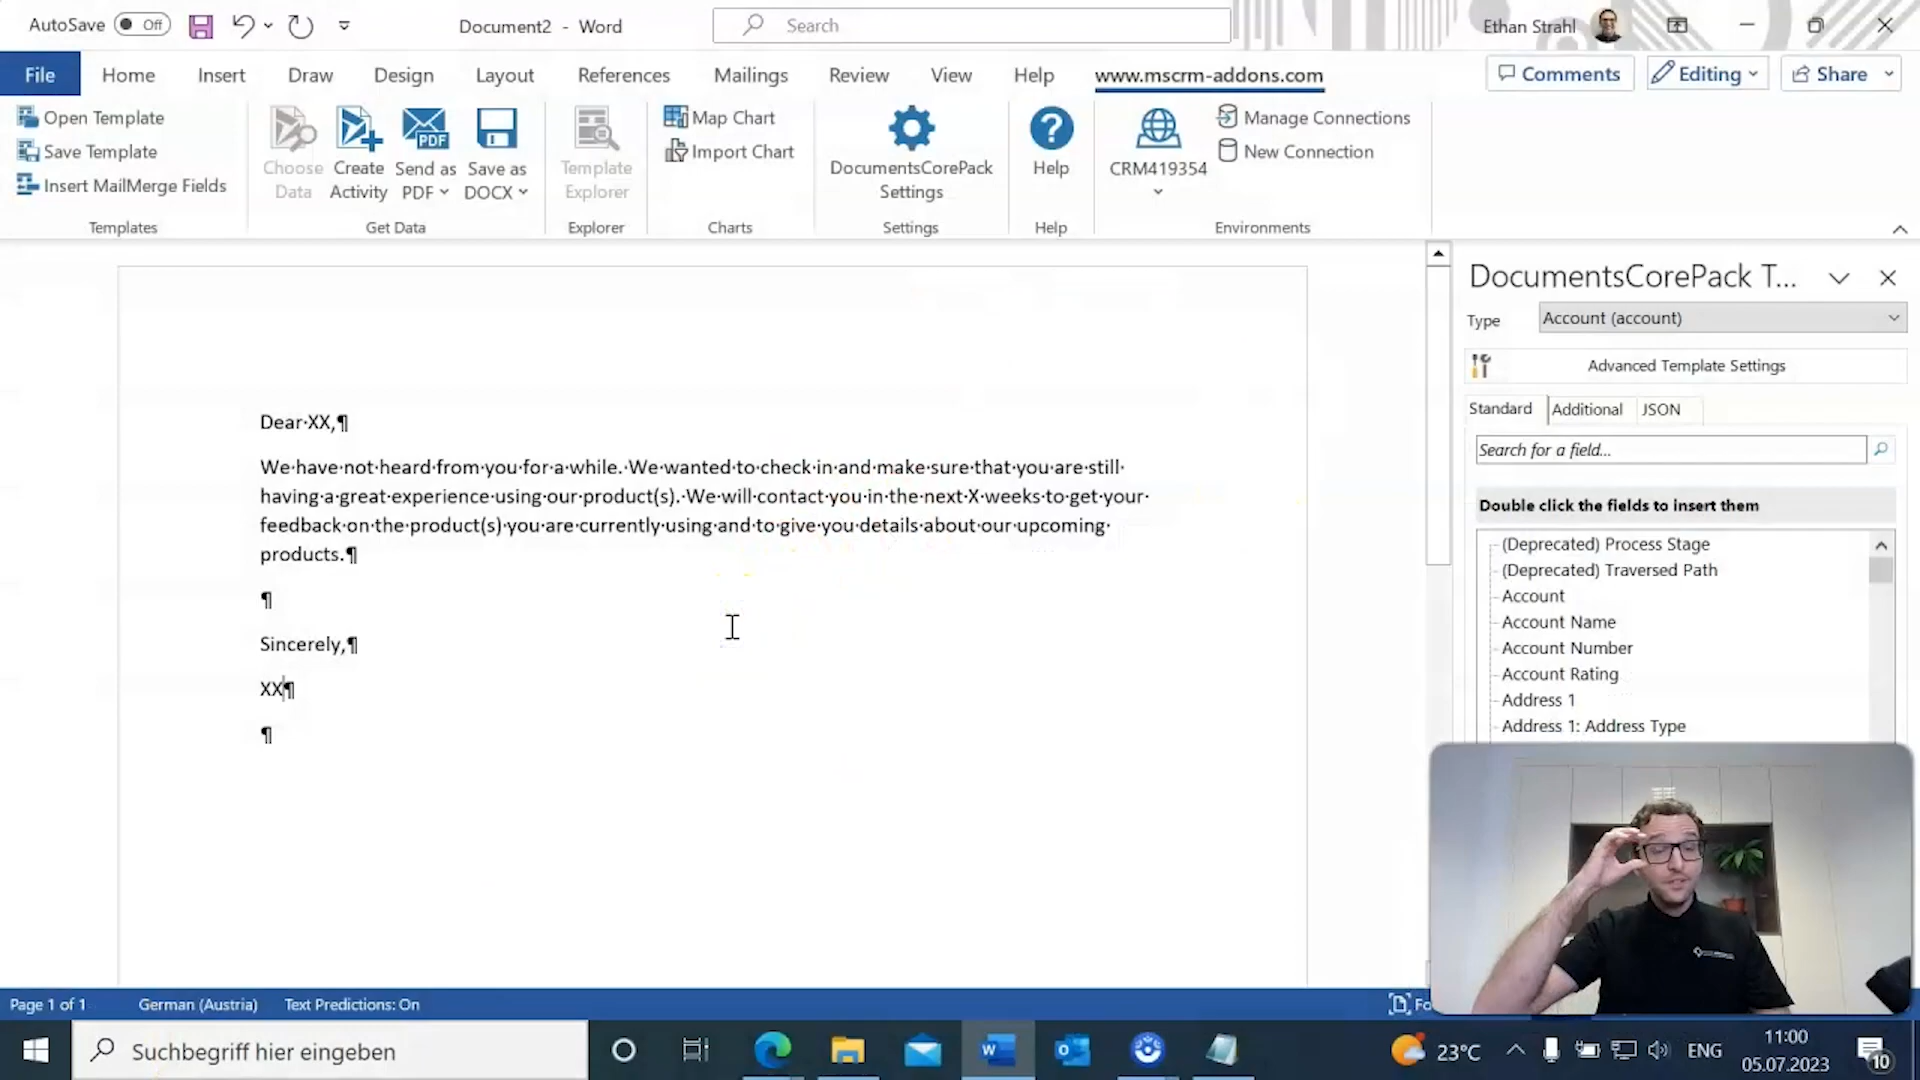 AutoSave Off
Document2 - Word
Search
Ethan Strahl
File Home Insert Draw Design Layout References Mailings Review View Help www.mscrm-addons.com
Comments Editing Share
Open Template
Save Template
Insert MailMerge Fields
Templates
Choose Data
Create Activity
Send as PDF
Save as DOCX
Get Data
Template Explorer
Explorer
Map Chart
Import Chart
Charts
DocumentsCorePack Settings
Settings
Help
Help
CRM419354
Manage Connections
New Connection
Environments
Dear·XX,¶
We·have·not·heard·from·you·for·a·while.·We·wanted·to·check·in·and·make·sure·that·you·are·still·
having·a·great·experience·using·our·product(s).·We·will·contact·you·in·the·next·X·weeks·to·get·your·
feedback·on·the·product(s)·you·are·currently·using·and·to·give·you·details·about·our·upcoming·
products.¶
¶
Sincerely,¶
XX¶
¶
DocumentsCorePack T...
Type Account (account)
Advanced Template Settings
Standard Additional JSON
Search for a field...
Double click the fields to insert them
(Deprecated) Process Stage
(Deprecated) Traversed Path
Account
Account Name
Account Number
Account Rating
Address 1
Address 1: Address Type
Page 1 of 1 German (Austria) Text Predictions: On
Suchbegriff hier eingeben
23°C
ENG
11:00
05.07.2023
10